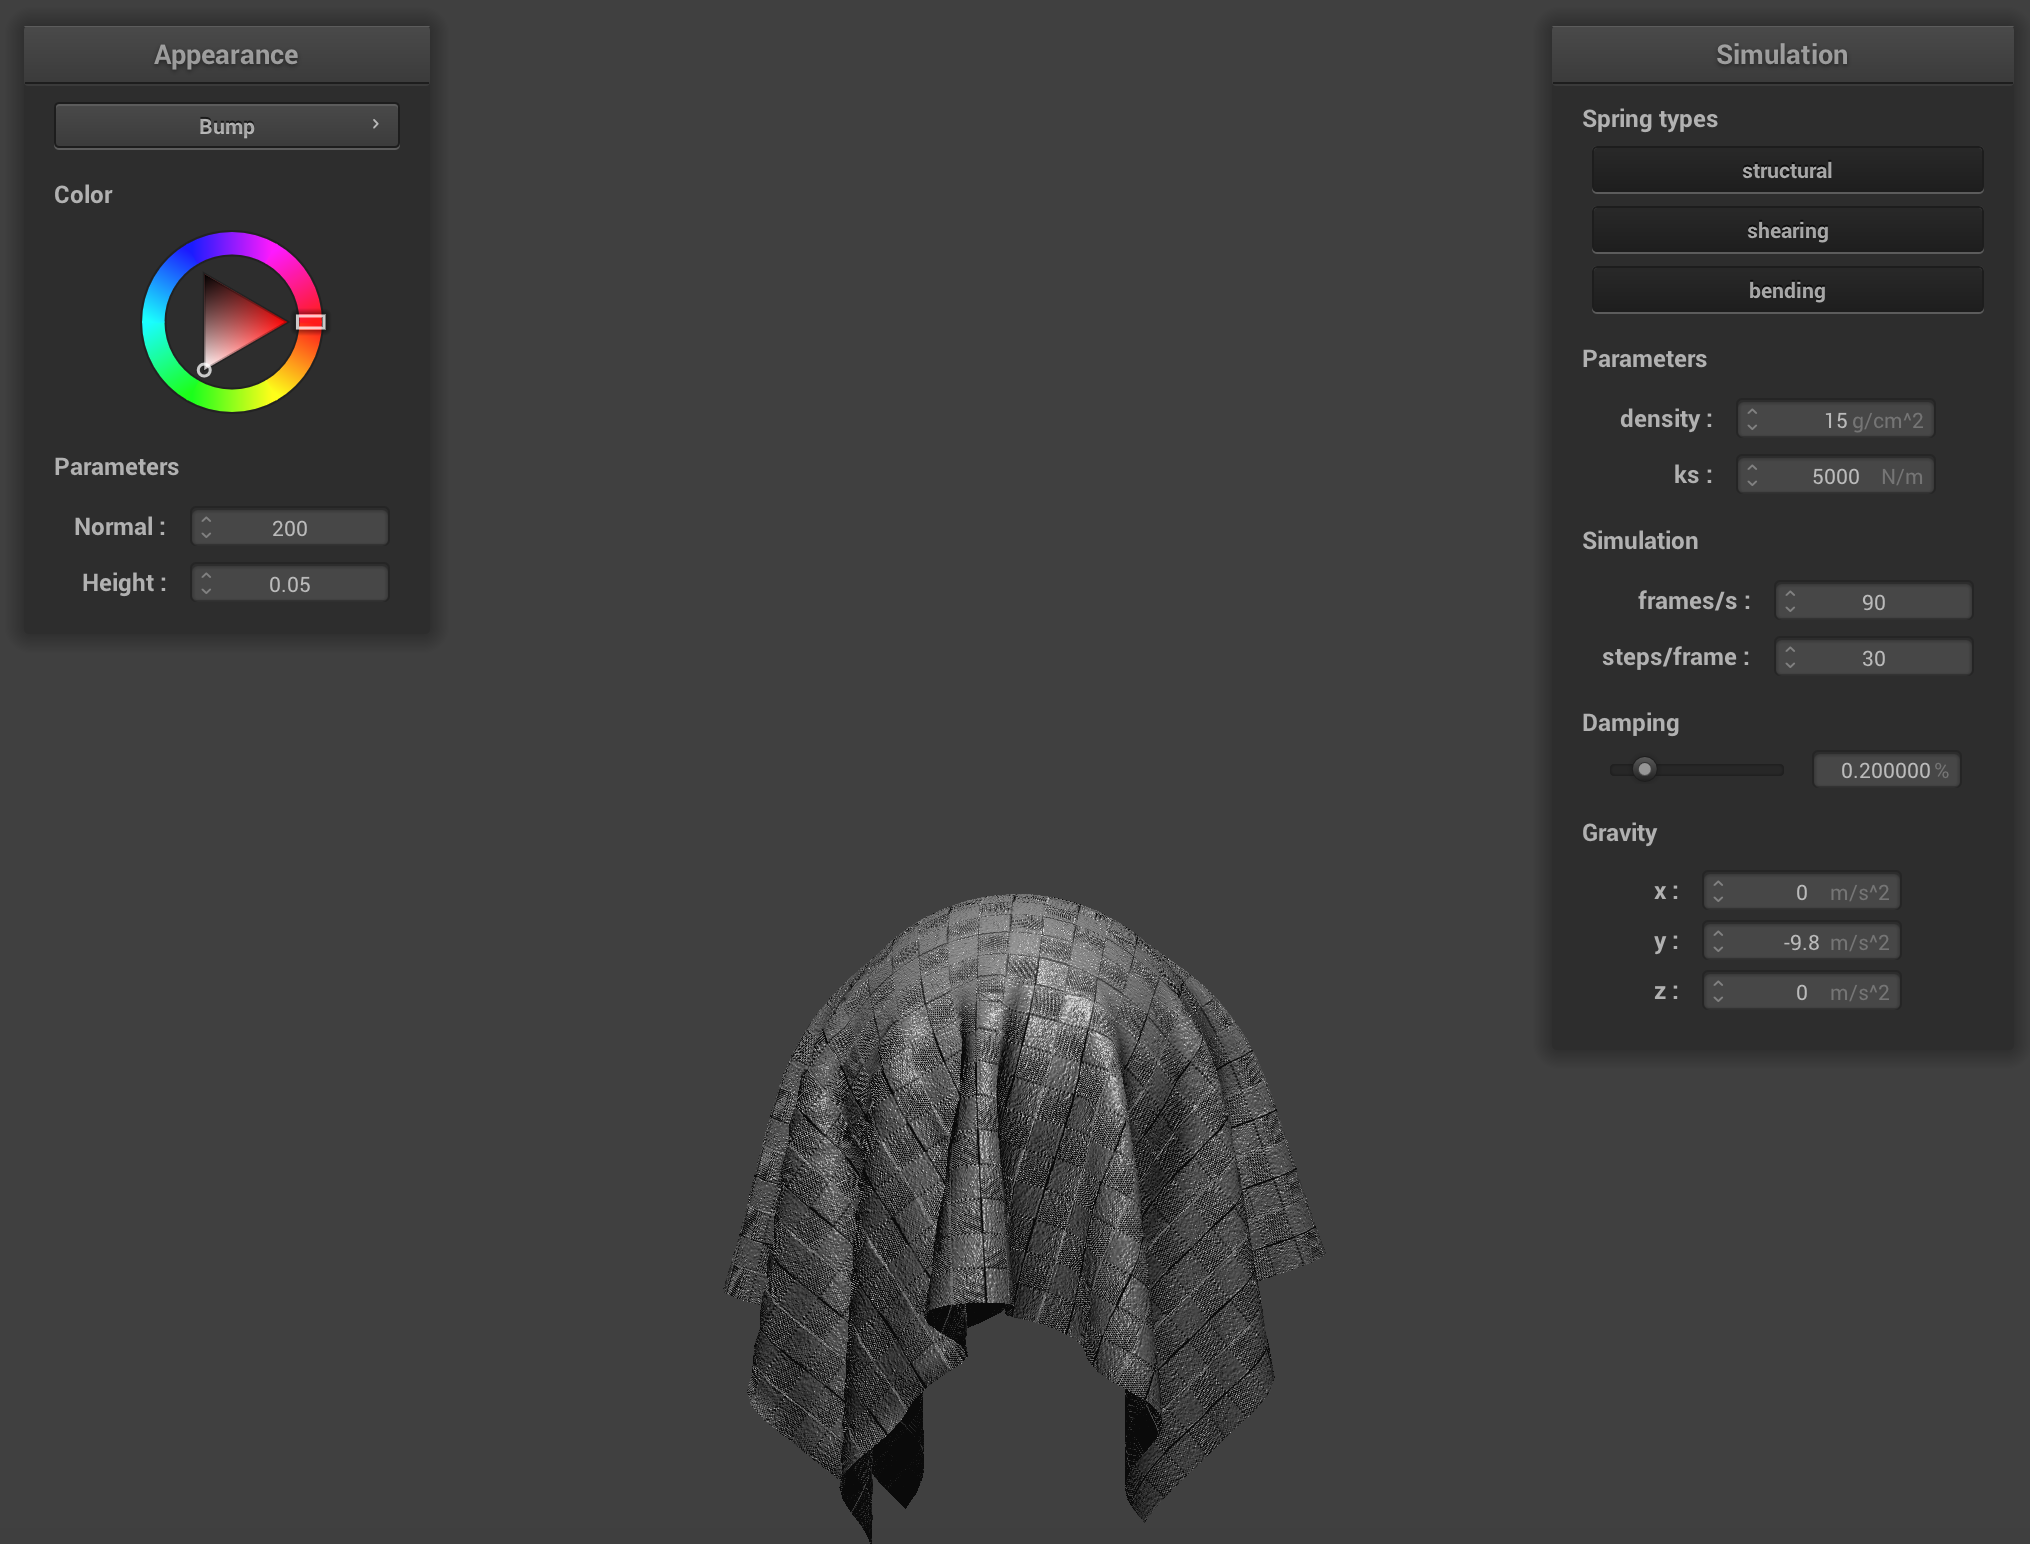 Appearance
Bump
Color
Parameters
Normal : 200
Height : 0.05
Simulation
Spring types
structural
shearing
bending
Parameters
density : 15 g/cm^2
ks : 5000 N/m
Simulation
frames/s : 90
steps/frame : 30
Damping
0.200000 %
Gravity
x : 0 m/s^2
y : -9.8 m/s^2
z : 0 m/s^2